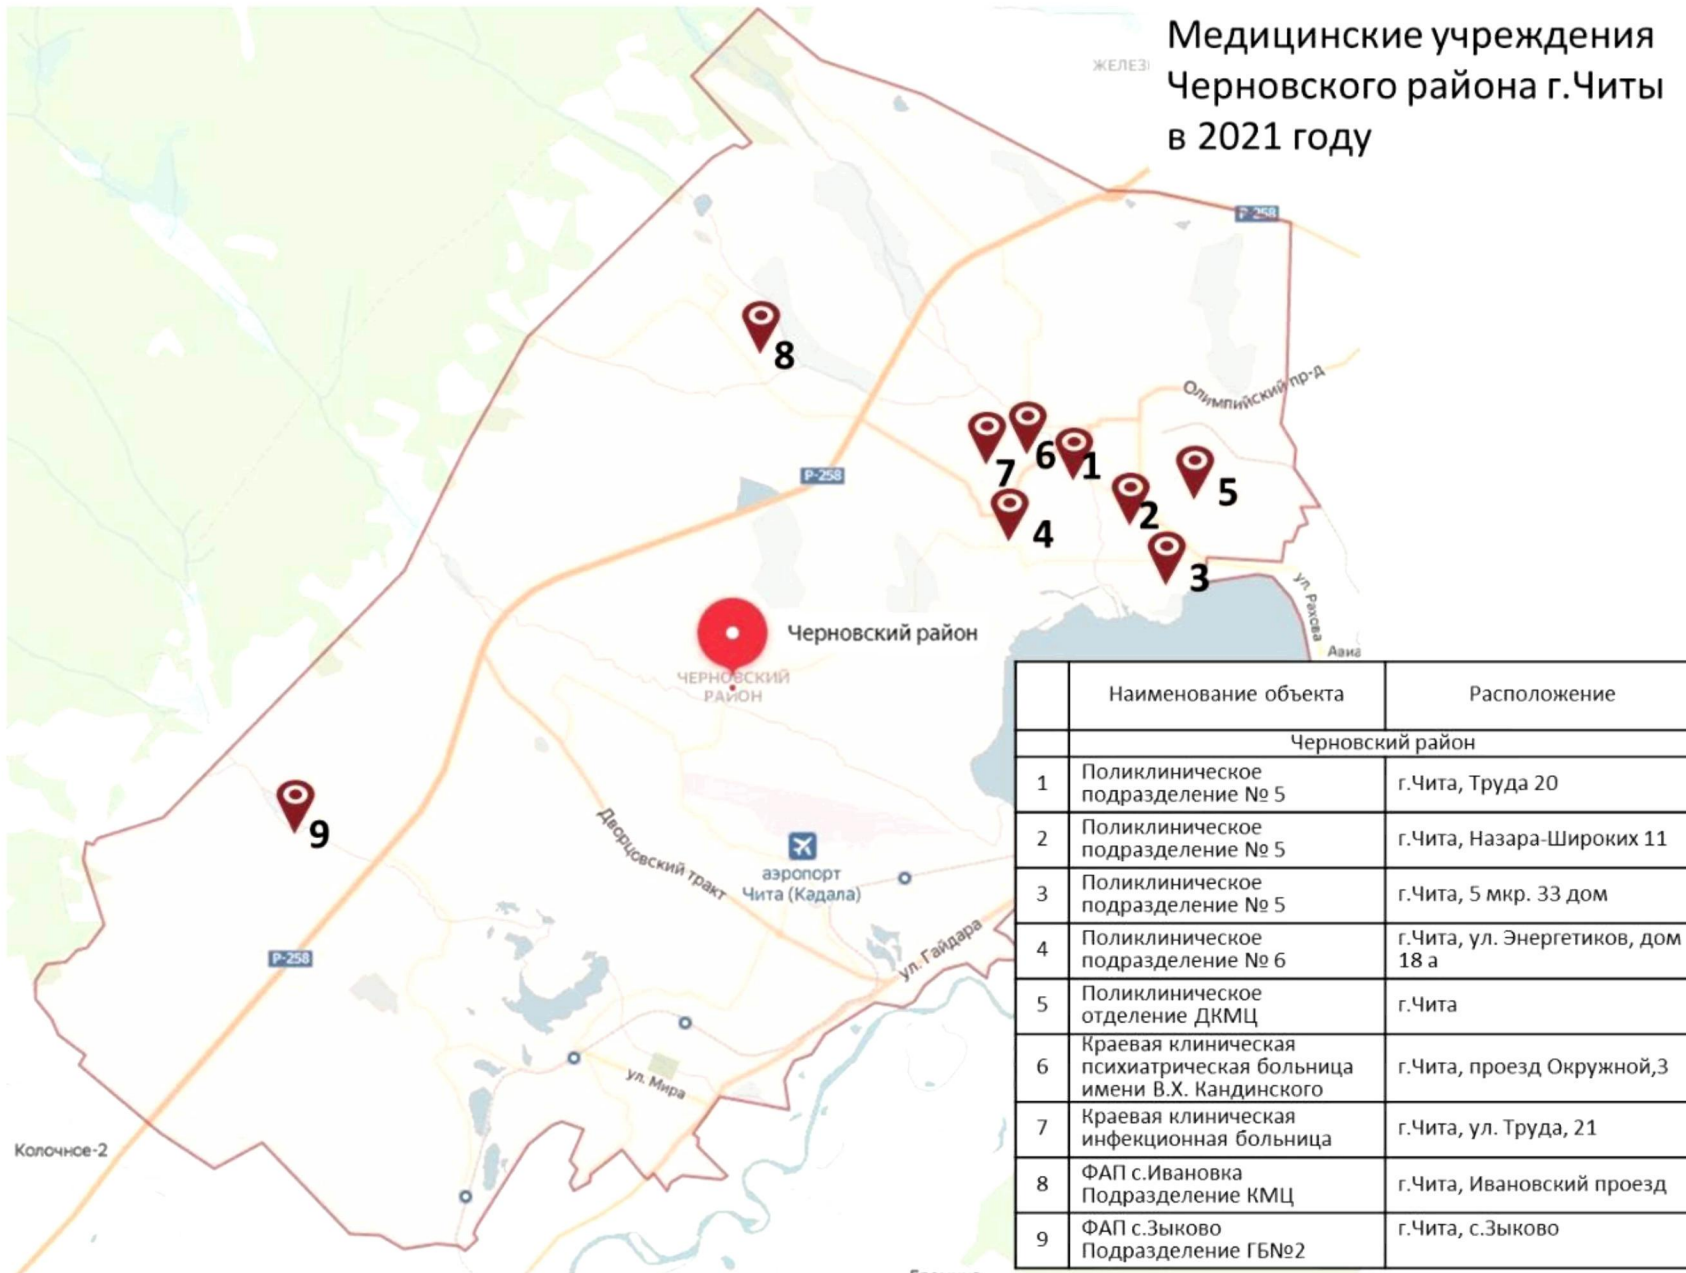 Медицинские учреждения
Черновского района г.Читы
в 2021 году
ЖЕЛЕЗ
Р-258
8
Олимпийский пр-д
6
7
1
5
2
4
3
Р-258
ул. Рахова
Черновский район
ЧЕРНОВСКИЙ
РАЙОН
Авиа
9
Дворцовский тракт
аэропорт
Чита (Кадала)
ул. Гайдара
Р-258
ул. Мира
Колочное-2
Наименование объекта Расположение
Черновский район
1 Поликлиническое
подразделение № 5 г.Чита, Труда 20
2 Поликлиническое
подразделение № 5 г.Чита, Назара-Широких 11
3 Поликлиническое
подразделение № 5 г.Чита, 5 мкр. 33 дом
4 Поликлиническое
подразделение № 6 г.Чита, ул. Энергетиков, дом
18 а
5 Поликлиническое
отделение ДКМЦ г.Чита
6 Краевая клиническая
психиатрическая больница
имени В.Х. Кандинского г.Чита, проезд Окружной,3
7 Краевая клиническая
инфекционная больница г.Чита, ул. Труда, 21
8 ФАП с.Ивановка
Подразделение КМЦ г.Чита, Ивановский проезд
9 ФАП с.Зыково
Подразделение ГБ№2 г.Чита, с.Зыково